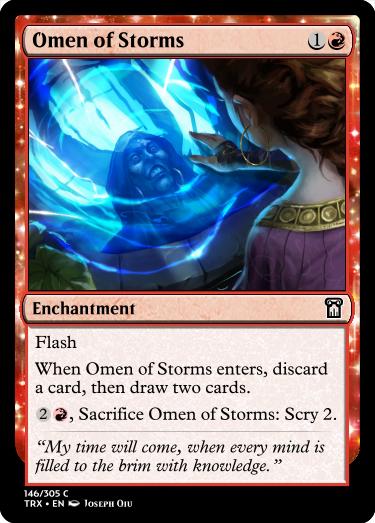 Omen of Storms 1
Enchantment
Flash
When Omen of Storms enters, discard
a card, then draw two cards.
2 , Sacrifice Omen of Storms: Scry 2.
“My time will come, when every mind is
filled to the brim with knowledge.”
146/305 C
TRX • EN Joseph Qiu